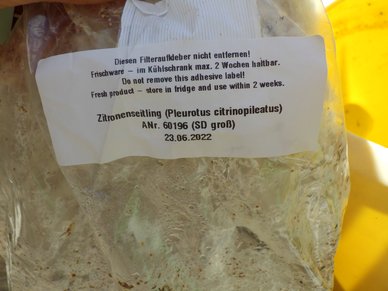 Diesen Filteraufkleber nicht entfernen!
Frischware – im Kühlschrank max. 2 Wochen haltbar.
Do not remove this adhesive label!
Fresh product – store in fridge and use within 2 weeks.
Zitronenseitling (Pleurotus citrinopileatus)
ANr. 60196 (SD groß)
23.06.2022